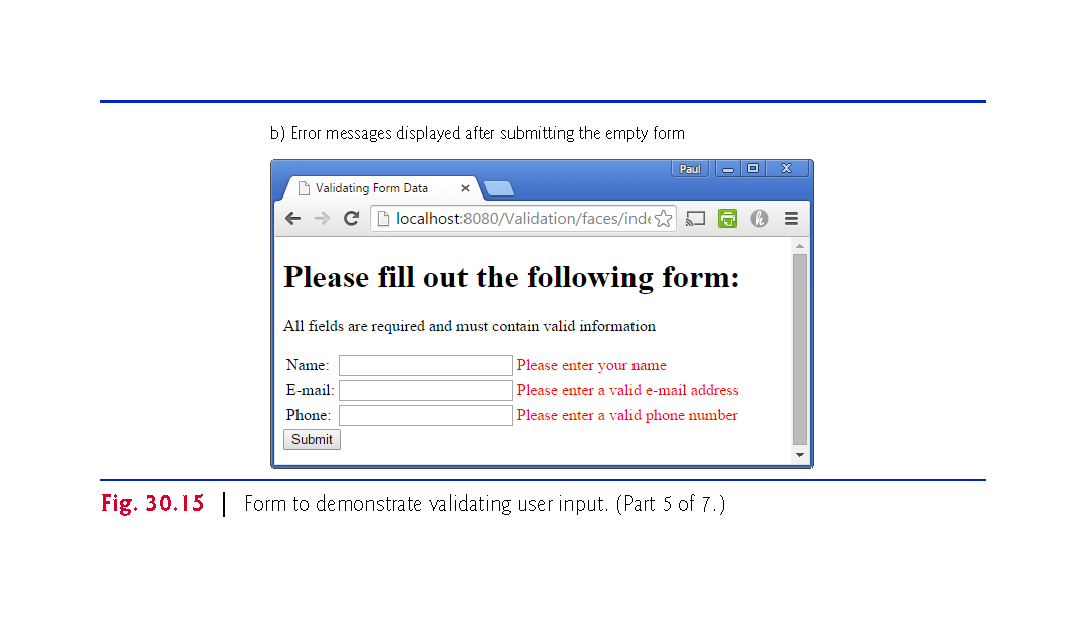 b) Error messages displayed after submitting the empty form
Paul
Validating Form Data
localhost:8080/Validation/faces/inde
Please fill out the following form:
All fields are required and must contain valid information
Name: Please enter your name
E-mail: Please enter a valid e-mail address
Phone: Please enter a valid phone number
Submit
Fig. 30.15 | Form to demonstrate validating user input. (Part 5 of 7.)